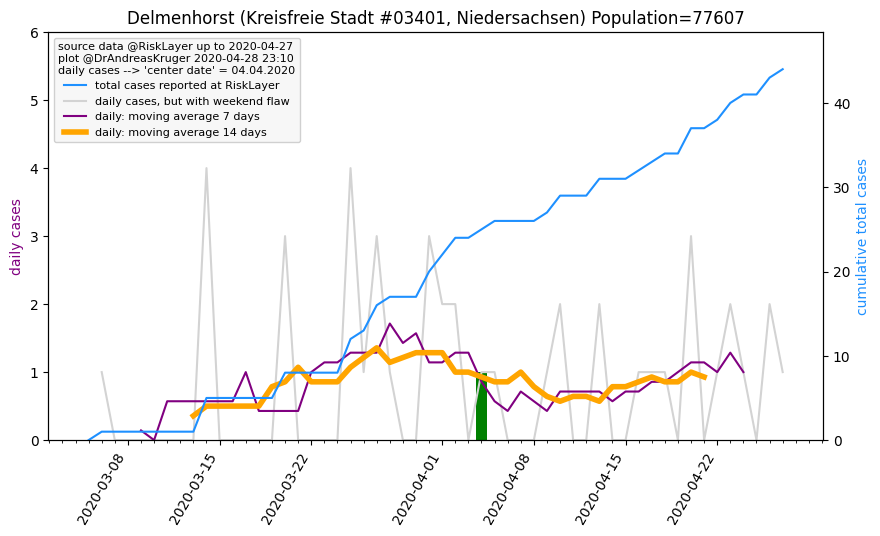 Delmenhorst (Kreisfreie Stadt #03401, Niedersachsen) Population=77607
source data @RiskLayer up to 2020-04-27
plot @DrAndreasKruger 2020-04-28 23:10
daily cases --> 'center date' = 04.04.2020
total cases reported at RiskLayer
daily cases, but with weekend flaw
daily: moving average 7 days
daily: moving average 14 days
daily cases
6
5
4
3
2
1
0
cumulative total cases
40
30
20
10
0
2020-03-08
2020-03-15
2020-03-22
2020-04-01
2020-04-08
2020-04-15
2020-04-22